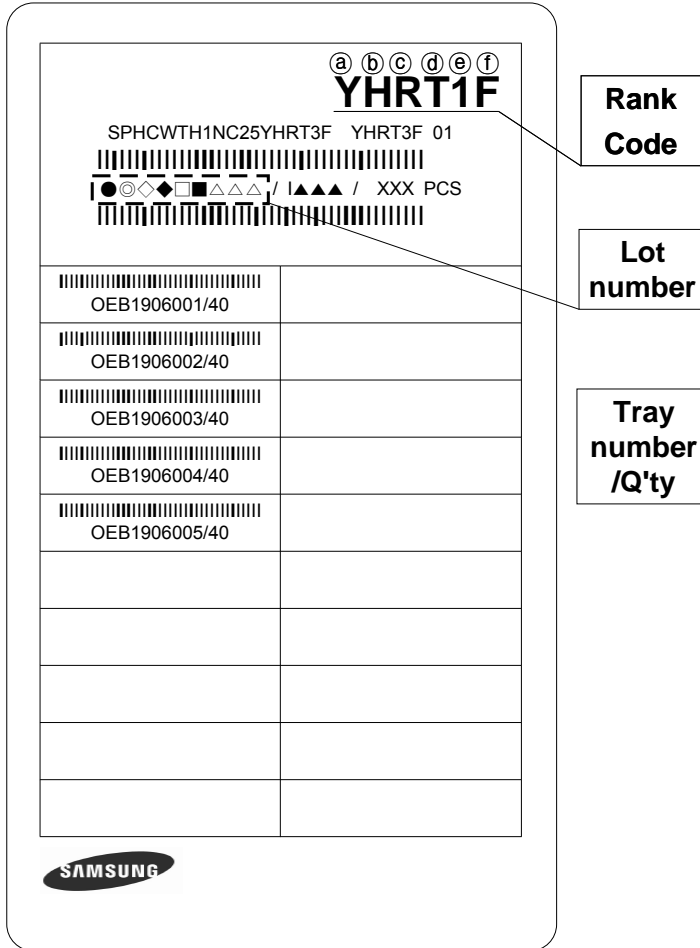 ⓐ ⓑ ⓒ ⓓ ⓔ ⓕ
YHRT1F
SPHCWTH1NC25YHRT3F YHRT3F 01
●◎◇◆□■△△△ / I▲▲▲ / XXX PCS
OEB1906001/40
OEB1906002/40
OEB1906003/40
OEB1906004/40
OEB1906005/40
SAMSUNG
Rank
Code
Lot
number
Tray
number
/Q'ty